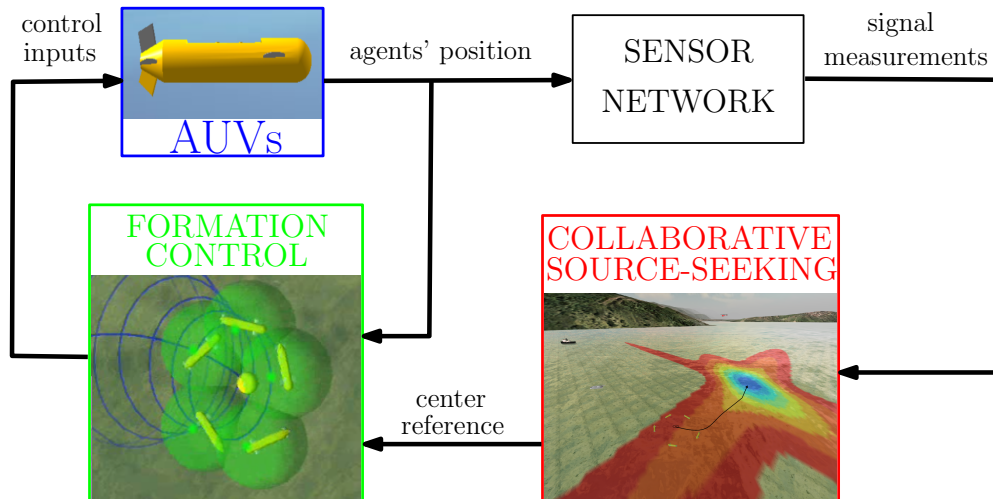 control
inputs
AUVs
agents' position
SENSOR
NETWORK
signal
measurements
FORMATION
CONTROL
center
reference
COLLABORATIVE
SOURCE-SEEKING